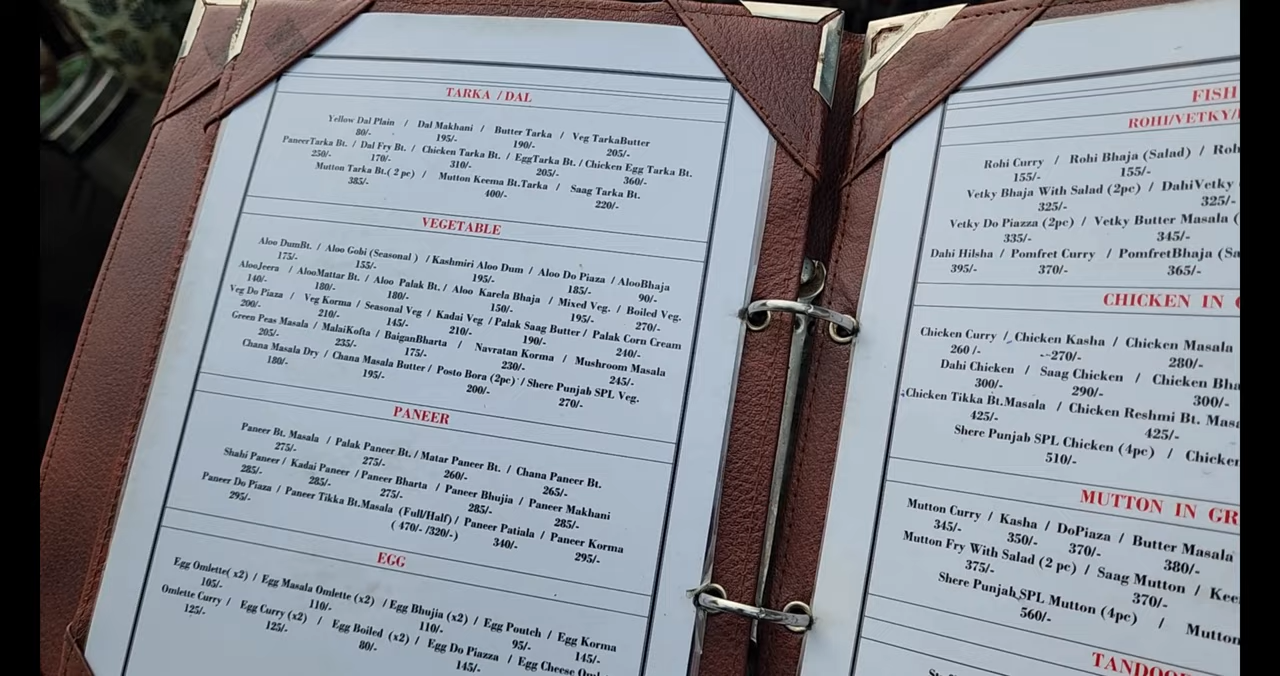 TARKA / DAL
Yellow Dal Plain / Dal Makhani / Butter Tarka / Veg TarkaButter
80/- 195/- 190/- 205/-
PaneerTarka Bt. / Dal Fry Bt. / Chicken Tarka Bt. / EggTarka Bt. / Chicken Egg Tarka Bt.
250/- 170/- 310/- 205/- 360/-
Mutton Tarka Bt.( 2 pc) / Mutton Keema Bt.Tarka / Saag Tarka Bt.
385/- 400/- 220/-
VEGETABLE
Aloo DumBt. / Aloo Gobi (Seasonal ) / Kashmiri Aloo Dum / Aloo Do Piaza / AlooBhaja
175/- 155/- 195/- 185/- 90/-
AlooJeera / AlooMattar Bt. / Aloo Palak Bt./ Aloo Karela Bhaja / Mixed Veg. / Boiled Veg.
140/- 180/- 180/- 150/- 195/- 270/-
Veg Do Piaza / Veg Korma / Seasonal Veg / Kadai Veg / Palak Saag Butter / Palak Corn Cream
200/- 210/- 145/- 210/- 190/- 240/-
Green Peas Masala / MalaiKofta / BaiganBharta / Navratan Korma / Mushroom Masala
205/- 235/- 175/- 230/- 245/-
Chana Masala Dry / Chana Masala Butter / Posto Bora (2pc) / Shere Punjab SPL Veg.
180/- 195/- 200/- 270/-
PANEER
Paneer Bt. Masala / Palak Paneer Bt. / Matar Paneer Bt. / Chana Paneer Bt.
275/- 275/- 260/- 265/-
Shahi Paneer / Kadai Paneer / Paneer Bharta / Paneer Bhujia / Paneer Makhani
285/- 285/- 275/- 285/- 285/-
Paneer Do Piaza / Paneer Tikka Bt.Masala (Full/Half) / Paneer Patiala / Paneer Korma
295/- ( 470/- /320/-) 340/- 295/-
EGG
Egg Omlette( x2) / Egg Masala Omlette (x2) / Egg Bhujia (x2) / Egg Poutch / Egg Korma
105/- 110/- 110/- 95/- 145/-
Omlette Curry / Egg Curry (x2) / Egg Boiled (x2) / Egg Do Piazza / Egg Cheese
125/- 125/- 80/- 145/-
FISH
ROHI/VETKY/
Rohi Curry / Rohi Bhaja (Salad) / Roh
155/- 155/-
Vetky Bhaja With Salad (2pc) / DahiVetky
325/- 325/-
Vetky Do Piazza (2pc) / Vetky Butter Masala (
335/- 345/-
Dahi Hilsha / Pomfret Curry / PomfretBhaja (Sa
395/- 370/- 365/-
CHICKEN IN
Chicken Curry / Chicken Kasha / Chicken Masala
260 /- 270/- 280/-
Dahi Chicken / Saag Chicken / Chicken Bha
300/- 290/- 300/-
Chicken Tikka Bt.Masala / Chicken Reshmi Bt. Mas
425/- 425/-
Shere Punjab SPL Chicken (4pc) / Chicken
510/-
MUTTON IN GR
Mutton Curry / Kasha / DoPiaza / Butter Masala
345/- 350/- 370/- 380/-
Mutton Fry With Salad (2 pc) / Saag Mutton / Kee
375/- 370/-
Shere Punjab SPL Mutton (4pc) / Mutton
560/-
TANDOO